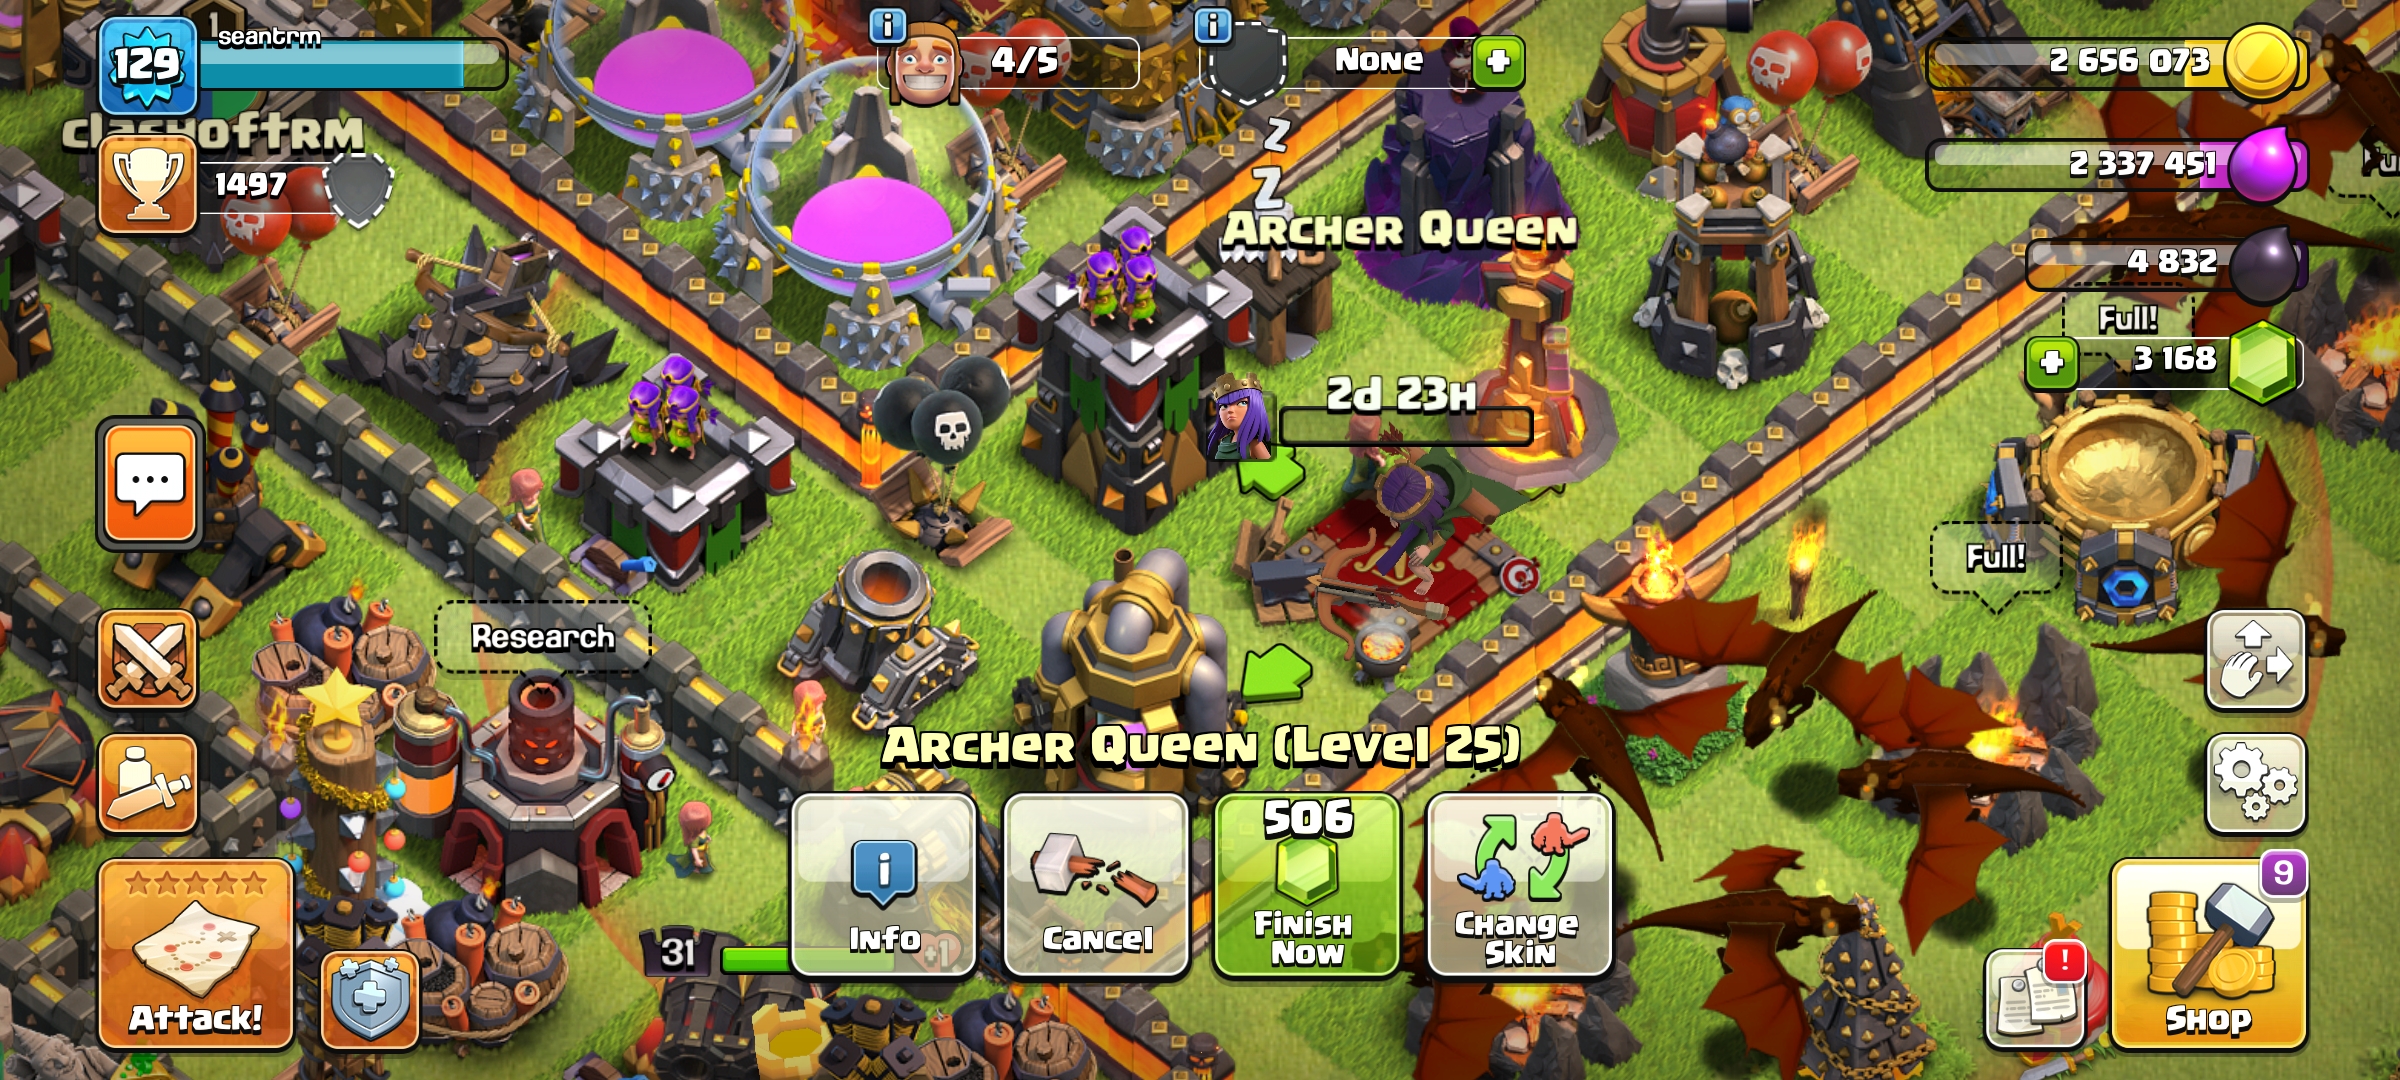 129
seantrm
4/5
None
2 656 073
clashoftRM
1497
2 337 451
Z
Z
Archer Queen
4 832
Full!
3 168
2d 23H
Full!
Research
Archer Queen (Level 25)
506
Info
Cancel
Finish
Now
Change
Skin
31
+1
9
!
Attack!
Shop